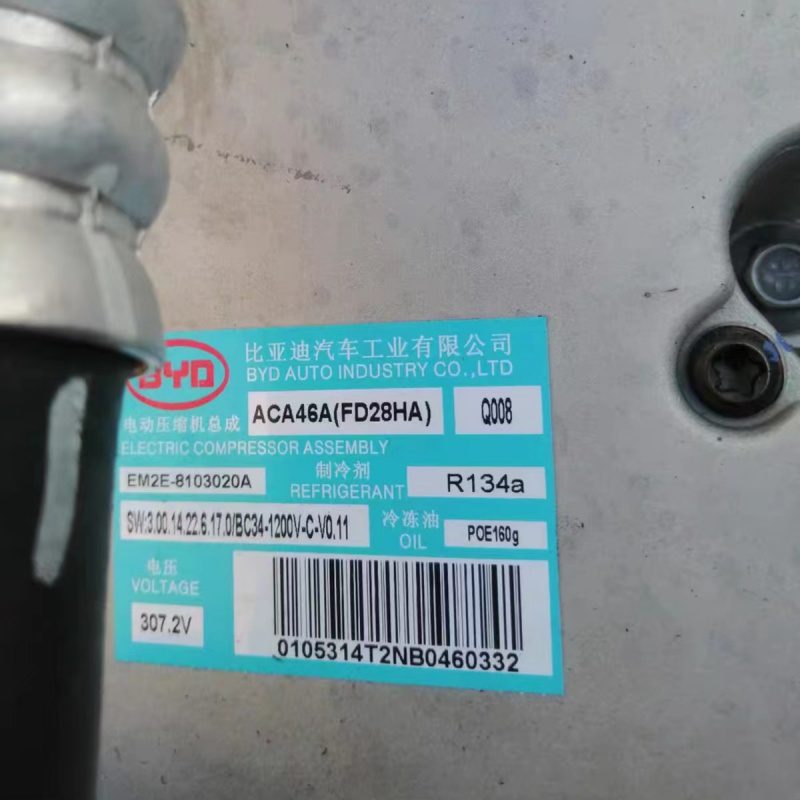 BYD
比亚迪汽车工业有限公司
BYD AUTO INDUSTRY CO.,LTD
电动压缩机总成 ACA46A(FD28HA) Q008
ELECTRIC COMPRESSOR ASSEMBLY
EM2E-8103020A 制冷剂 R134a
REFRIGERANT
SW:3.00.14.22.6.17.0/BC34-1200V-C-V0.11 冷冻油 POE160g
OIL
电压
VOLTAGE
307.2V
0105314T2NB0460332